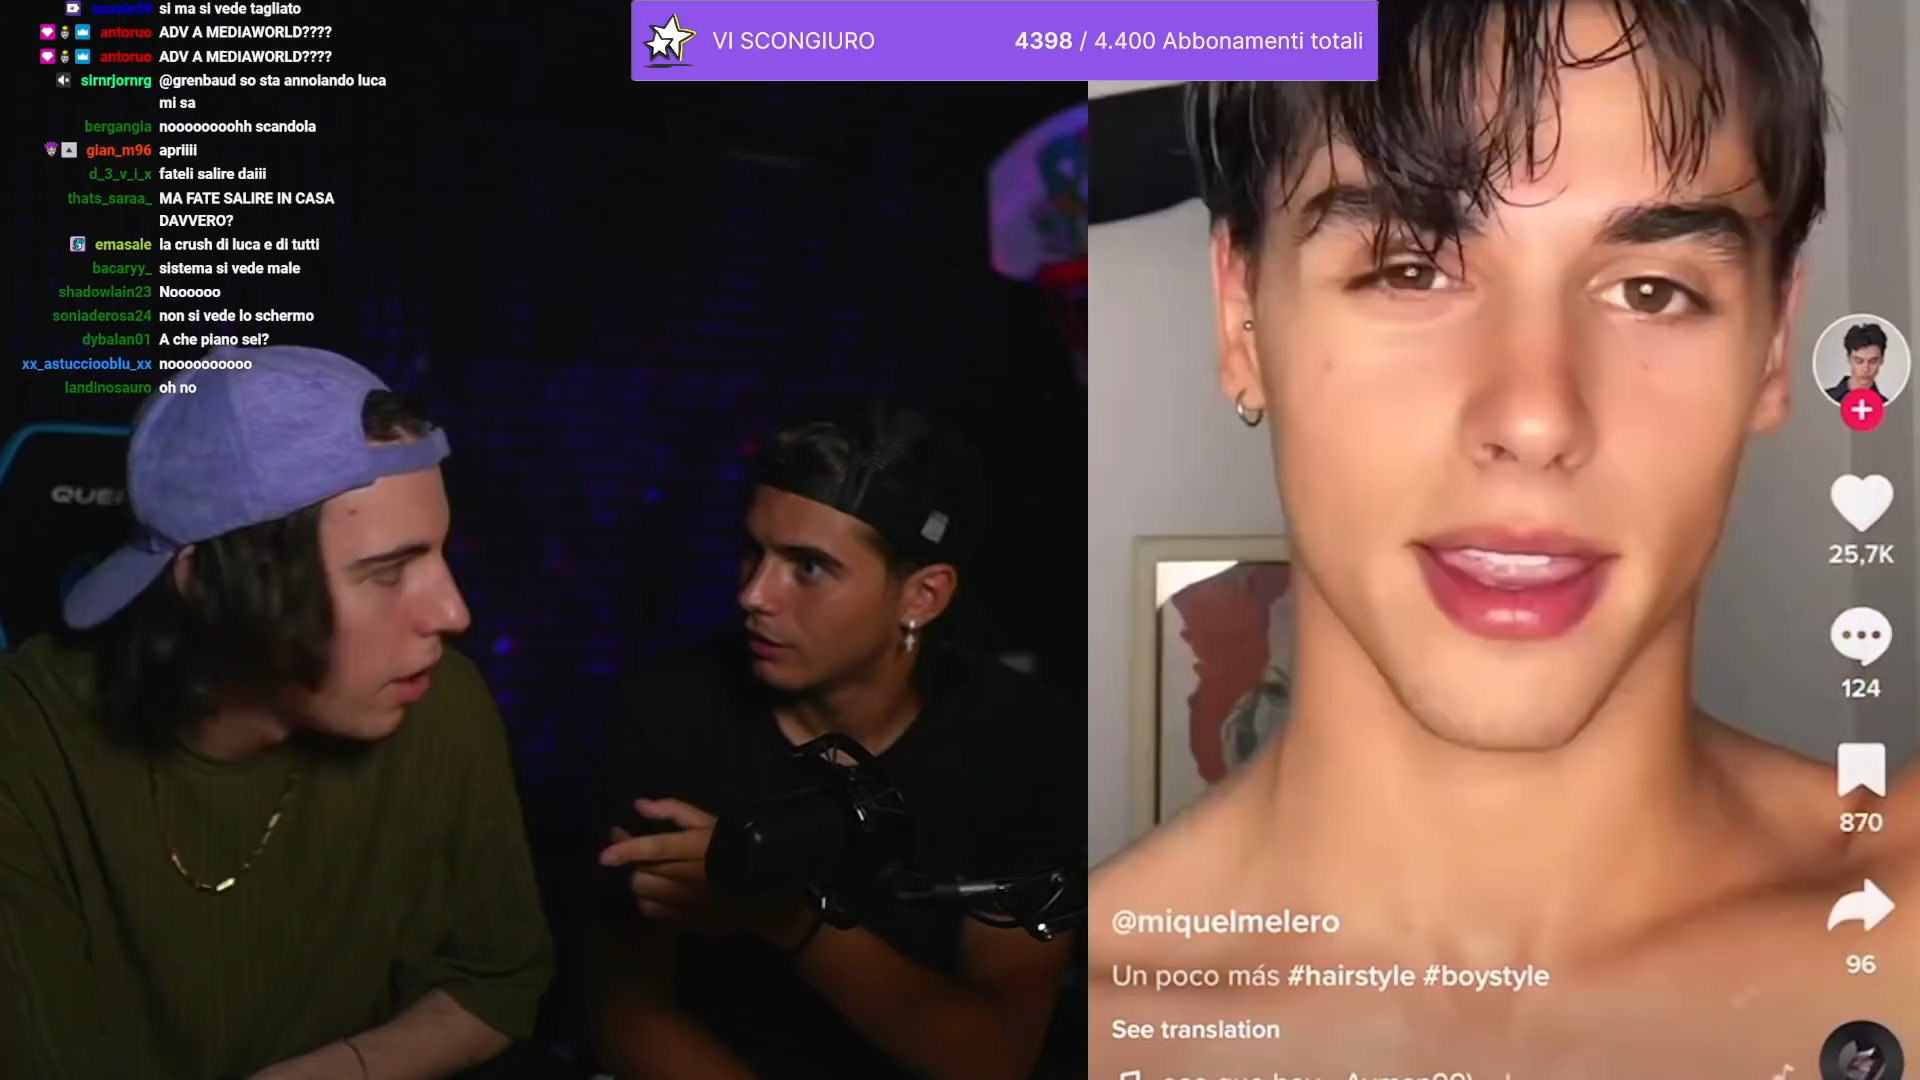 si ma si vede tagliato
antoruo ADV A MEDIAWORLD????
antoruo ADV A MEDIAWORLD????
slrnrjornrg @grenbaud so sta annoiando luca
mi sa
bergangia noooooooohh scandola
gian_m96 apriiii
d_3_v_i_x fateli salire daiii
thats_saraa_ MA FATE SALIRE IN CASA
DAVVERO?
emasale la crush di luca e di tutti
bacaryy_ sistema si vede male
shadowlain23 Noooooo
soniaderosa24 non si vede lo schermo
dybalan01 A che piano sei?
xx_astucciooblu_xx noooooooooo
landinosauro oh no
VI SCONGIURO 4398 / 4.400 Abbonamenti totali
25,7K
124
870
96
@miquelmelero
Un poco más #hairstyle #boystyle
See translation